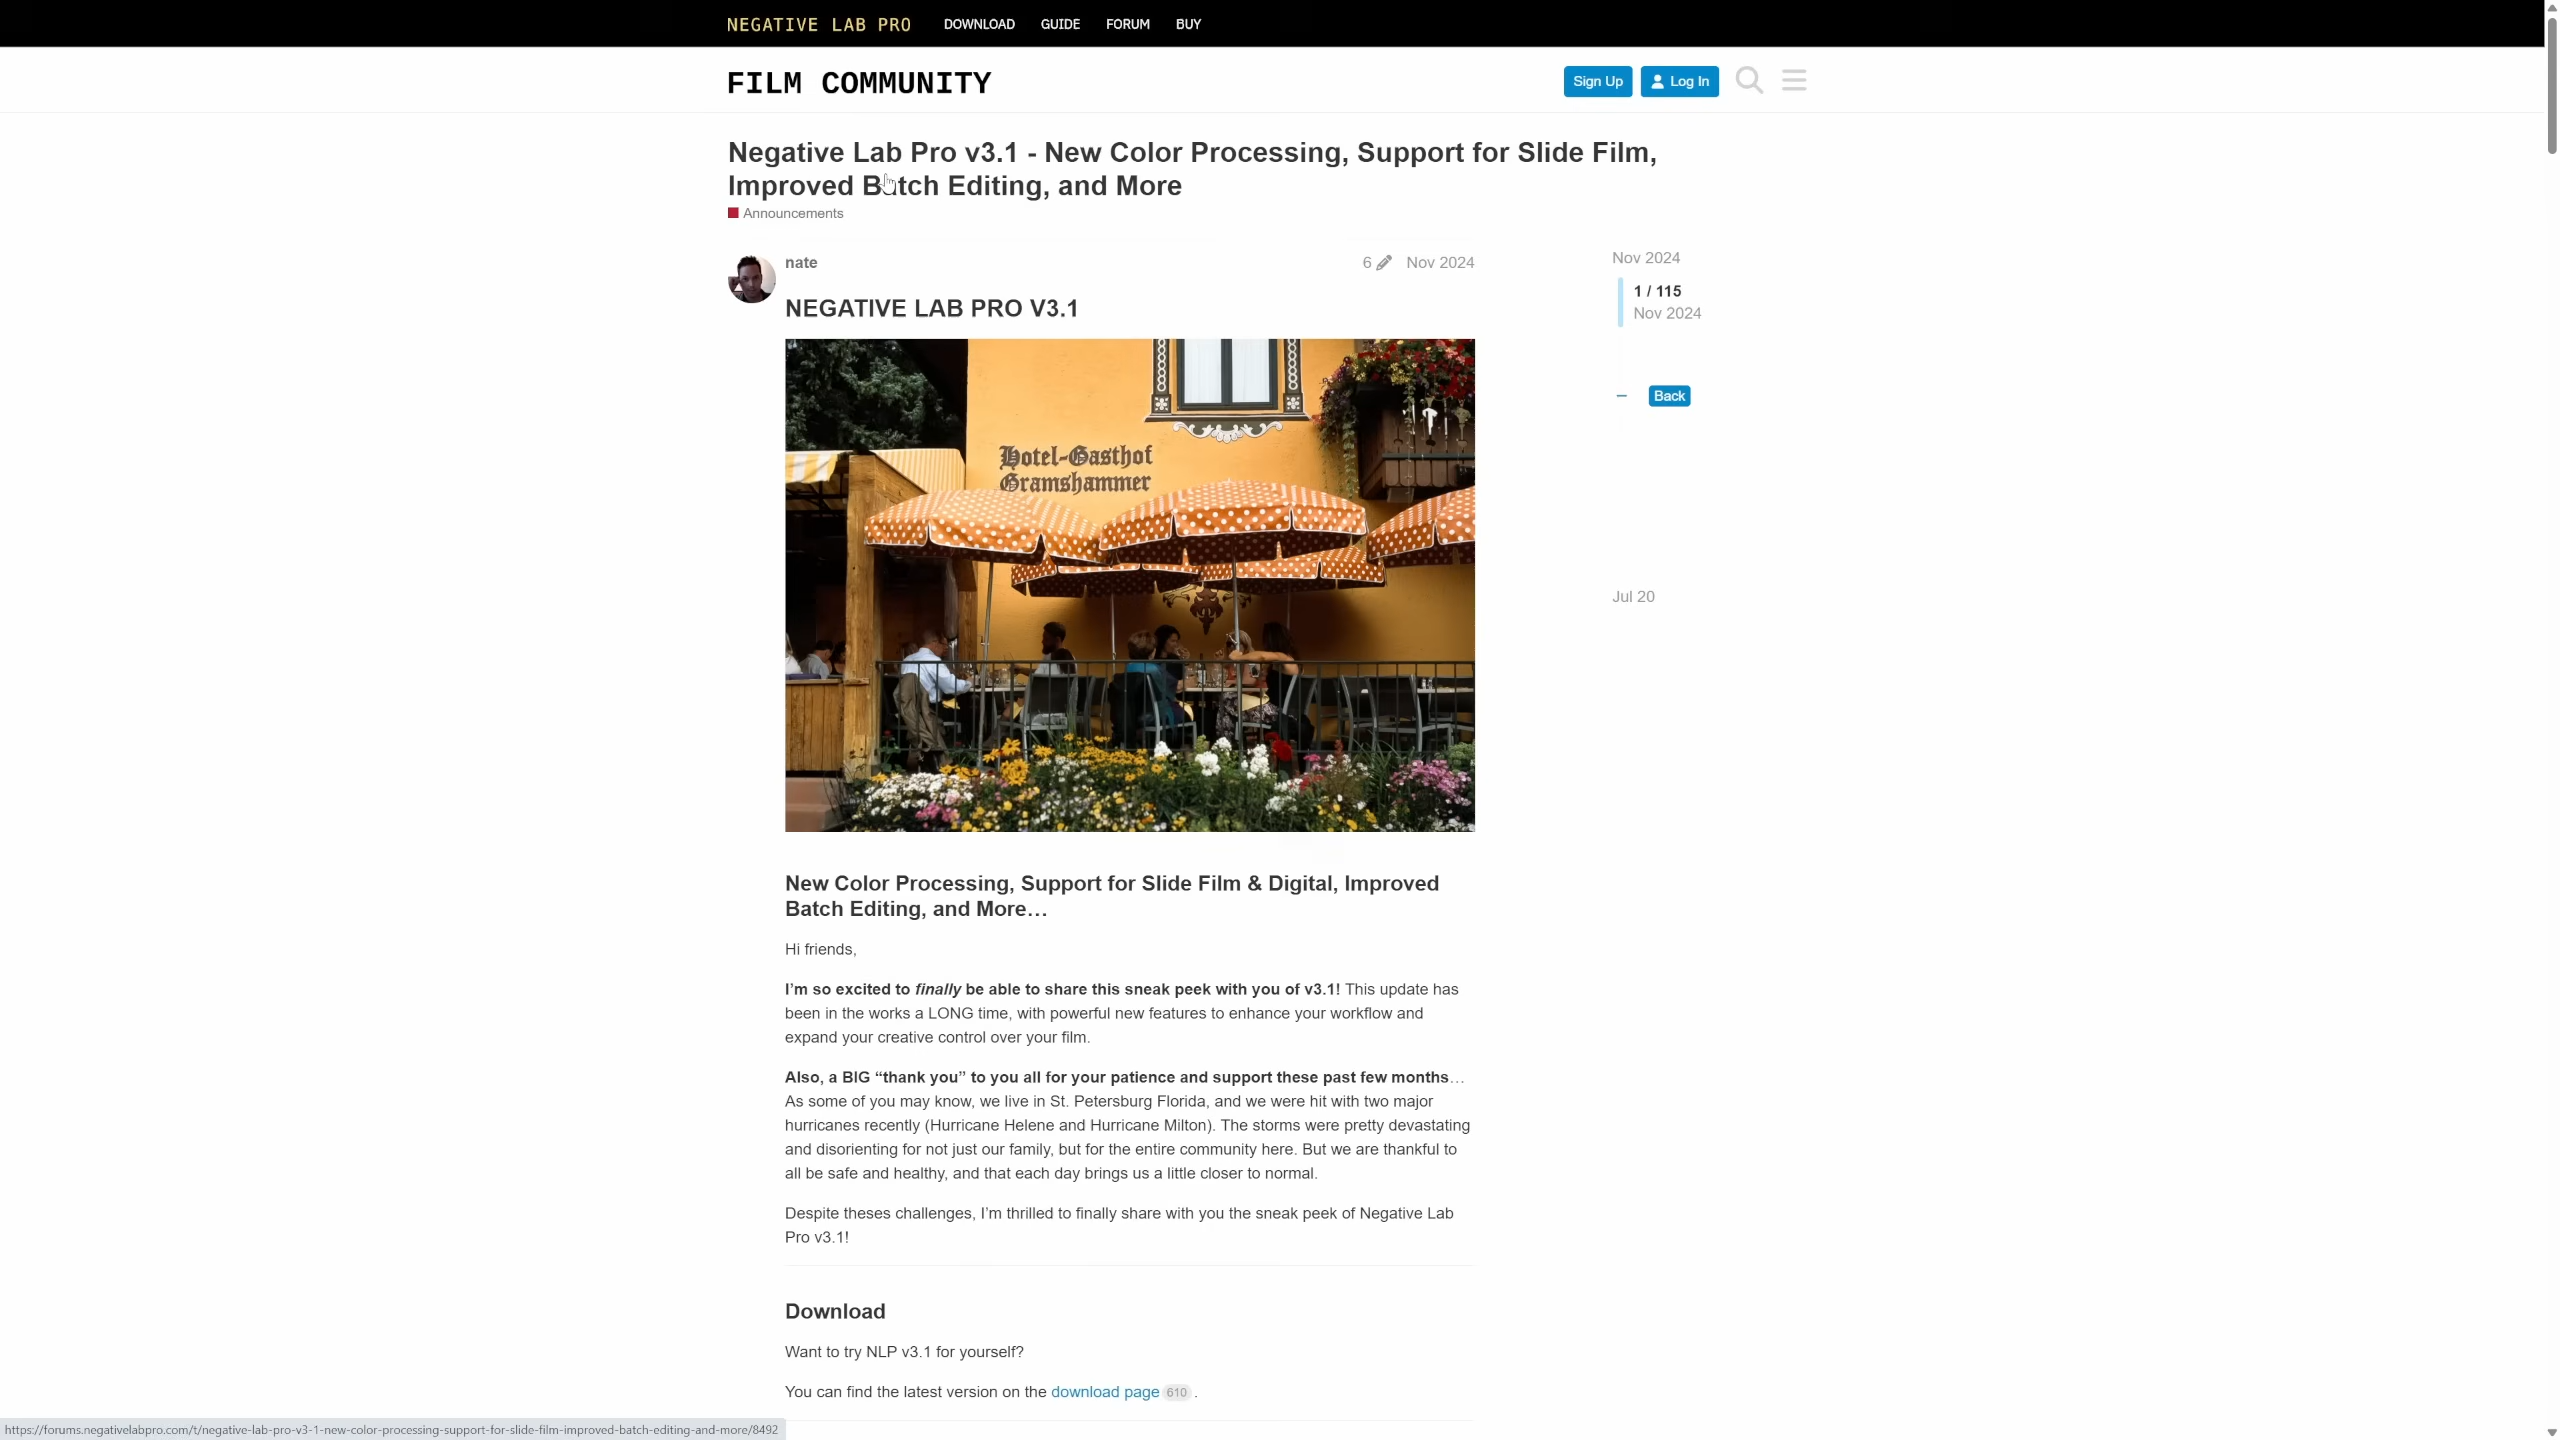 NEGATIVE LAB PRO DOWNLOAD GUIDE FORUM BUY
FILM COMMUNITY
Sign Up Log In
Negative Lab Pro v3.1 - New Color Processing, Support for Slide Film,
Improved Batch Editing, and More
Announcements
nate 6 Nov 2024
NEGATIVE LAB PRO V3.1
Hotel-Gasthof
Gramshammer
New Color Processing, Support for Slide Film & Digital, Improved
Batch Editing, and More…
Hi friends,
I’m so excited to finally be able to share this sneak peek with you of v3.1! This update has
been in the works a LONG time, with powerful new features to enhance your workflow and
expand your creative control over your film.
Also, a BIG “thank you” to you all for your patience and support these past few months…
As some of you may know, we live in St. Petersburg Florida, and we were hit with two major
hurricanes recently (Hurricane Helene and Hurricane Milton). The storms were pretty devastating
and disorienting for not just our family, but for the entire community here. But we are thankful to
all be safe and healthy, and that each day brings us a little closer to normal.
Despite theses challenges, I’m thrilled to finally share with you the sneak peek of Negative Lab
Pro v3.1!
Download
Want to try NLP v3.1 for yourself?
You can find the latest version on the download page 610 .
Nov 2024
1 / 115
Nov 2024
Back
Jul 20
https://forums.negativelabpro.com/t/negative-lab-pro-v3-1-new-color-processing-support-for-slide-film-improved-batch-editing-and-more/8492